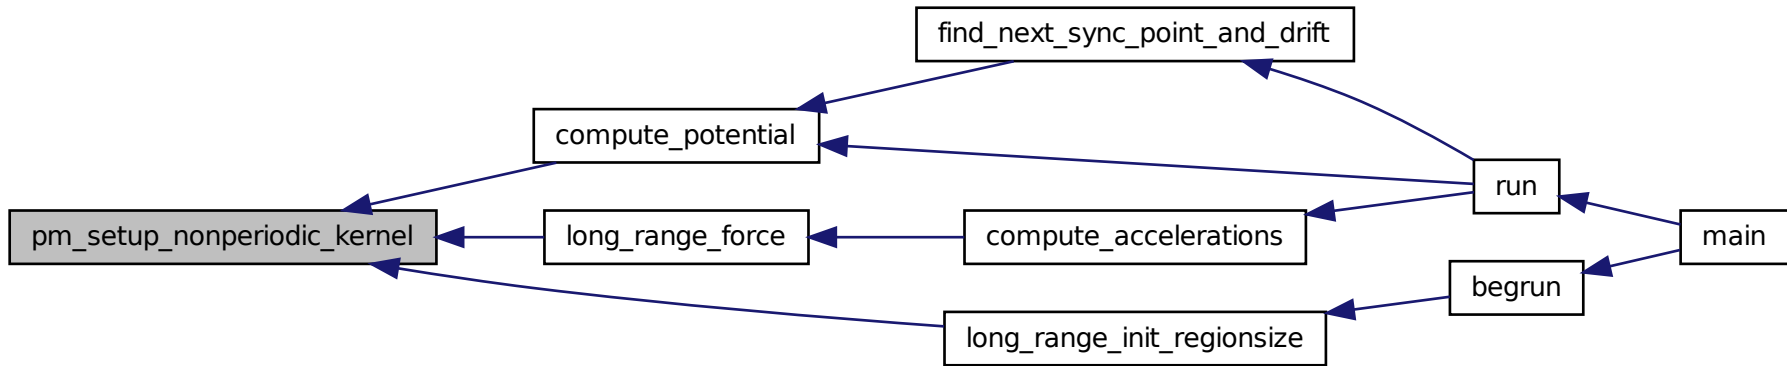 find_next_sync_point_and_drift
compute_potential
run
pm_setup_nonperiodic_kernel
long_range_force
compute_accelerations
main
begrun
long_range_init_regionsize